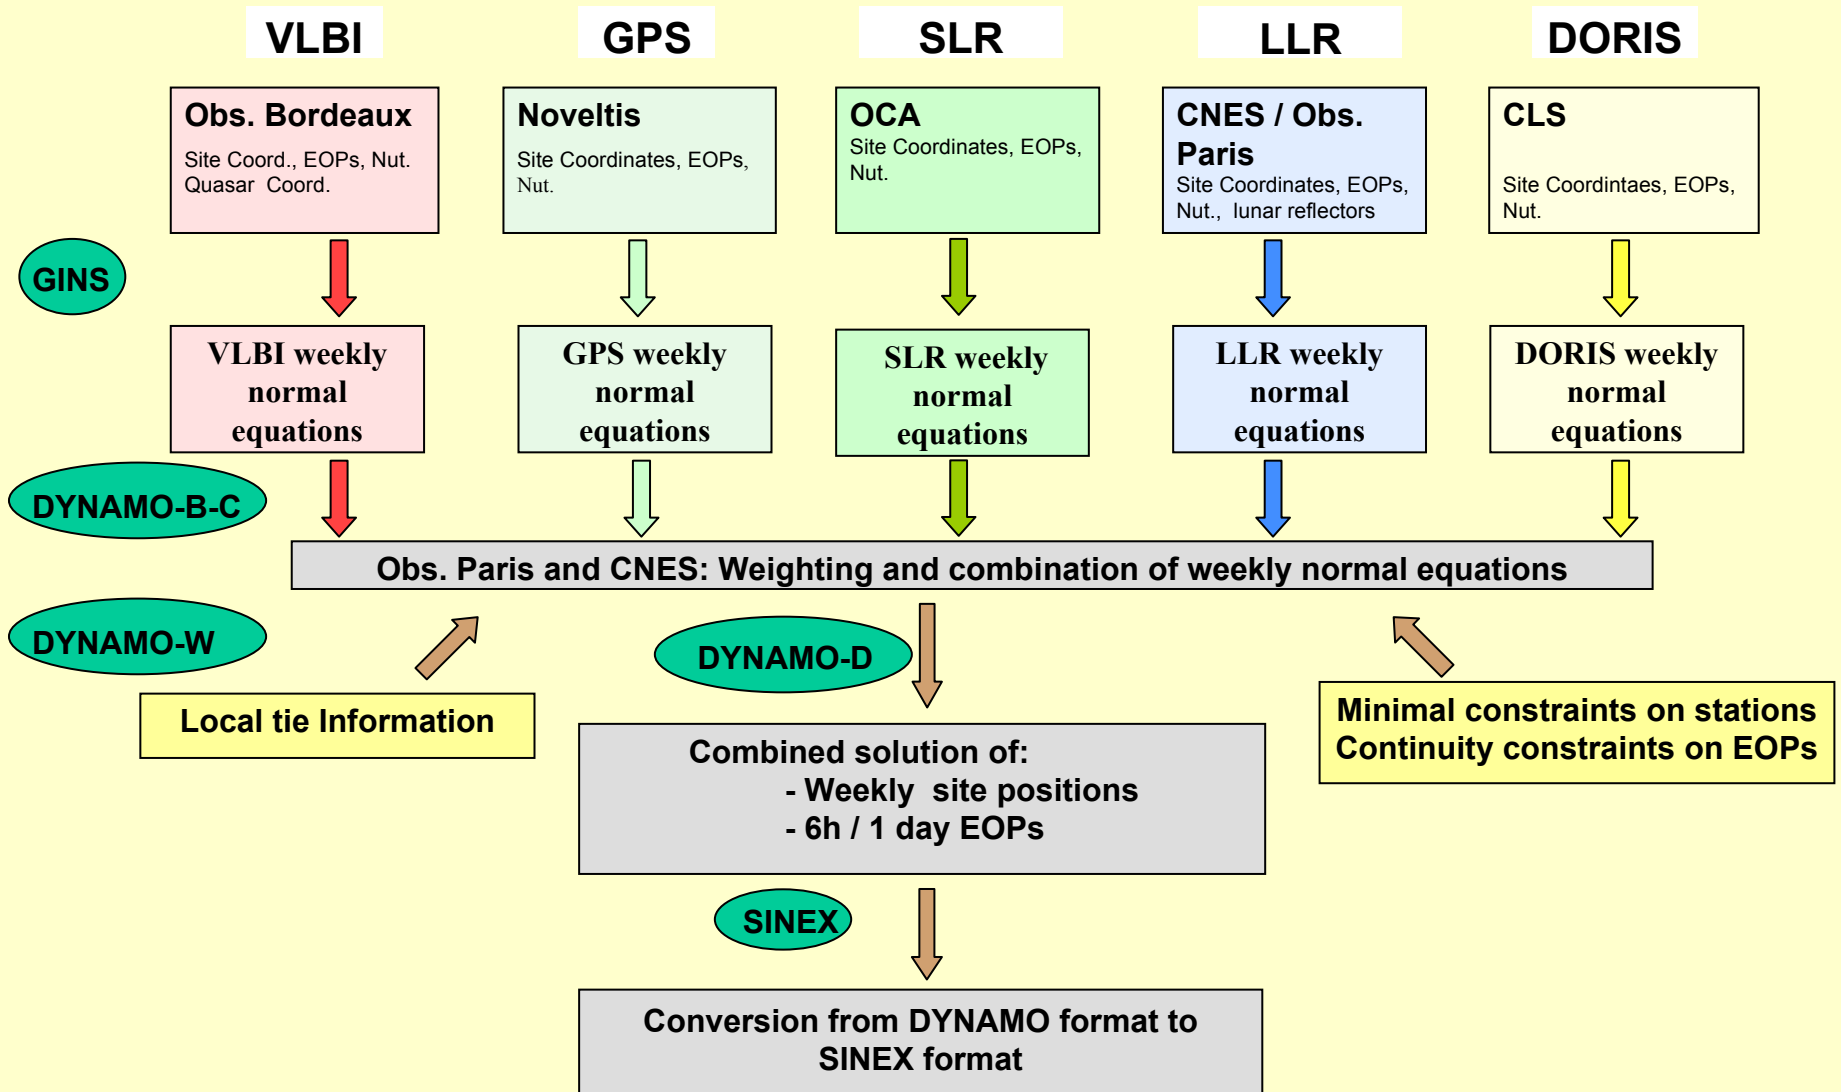 VLBI
GPS
SLR
LLR
DORIS
Obs. Bordeaux
Site Coord., EOPs, Nut.
Quasar Coord.
Noveltis
Site Coordinates, EOPs,
Nut.
OCA
Site Coordinates, EOPs,
Nut.
CNES / Obs.
Paris
Site Coordinates, EOPs,
Nut., lunar reflectors
CLS
Site Coordintaes, EOPs,
Nut.
GINS
VLBI weekly
normal
equations
GPS weekly
normal
equations
SLR weekly
normal
equations
LLR weekly
normal
equations
DORIS weekly
normal
equations
DYNAMO-B-C
Obs. Paris and CNES: Weighting and combination of weekly normal equations
DYNAMO-W
DYNAMO-D
Local tie Information
Minimal constraints on stations
Continuity constraints on EOPs
Combined solution of:
- Weekly site positions
- 6h / 1 day EOPs
SINEX
Conversion from DYNAMO format to
SINEX format